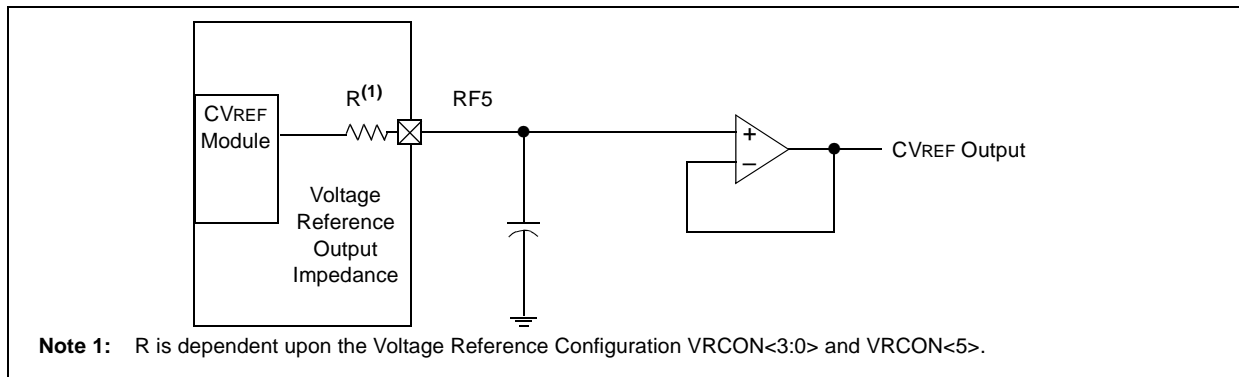 R(1)
RF5
CVREF
Module
+
–
CVREF Output
Voltage
Reference
Output
Impedance
Note 1: R is dependent upon the Voltage Reference Configuration VRCON<3:0> and VRCON<5>.